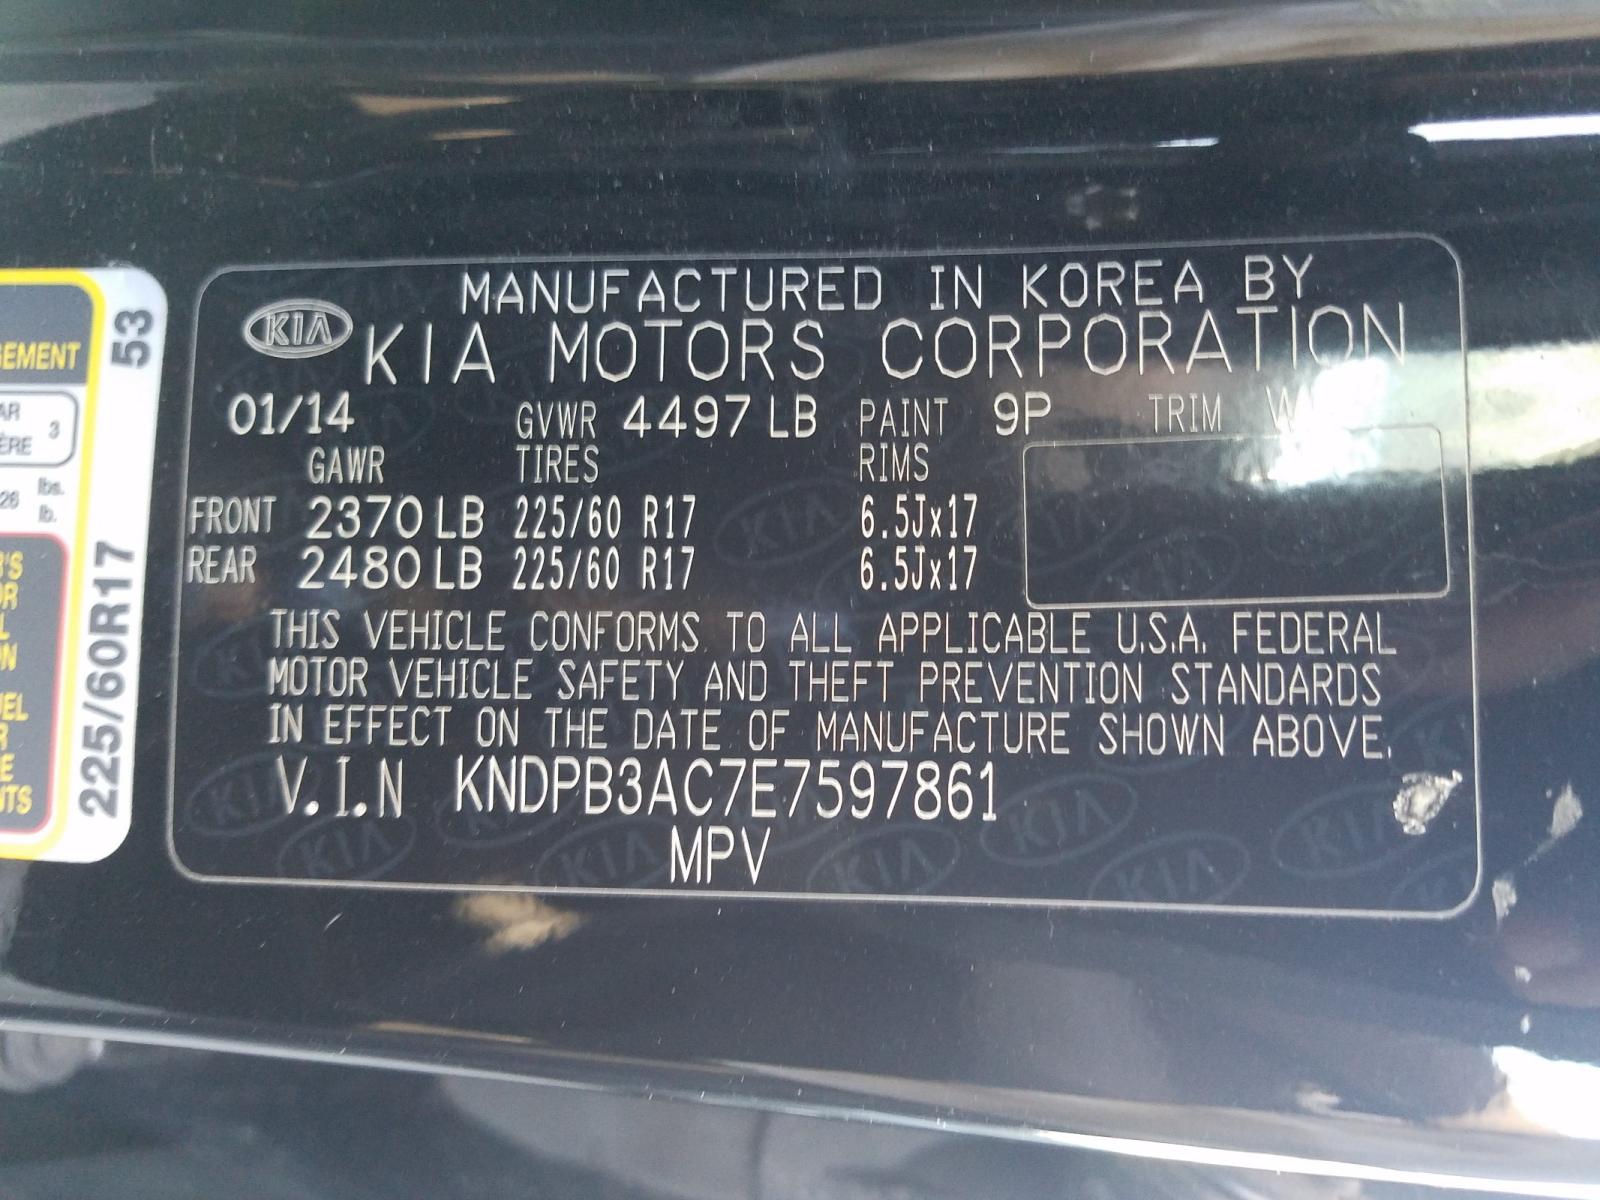 MANUFACTURED IN KOREA BY
KIA KIA MOTORS CORPORATION
01/14 GVWR 4497 LB PAINT 9P TRIM
GAWR TIRES RIMS
FRONT 2370 LB 225/60 R17 6.5Jx17
REAR 2480 LB 225/60 R17 6.5Jx17
THIS VEHICLE CONFORMS TO ALL APPLICABLE U.S.A. FEDERAL
MOTOR VEHICLE SAFETY AND THEFT PREVENTION STANDARDS
IN EFFECT ON THE DATE OF MANUFACTURE SHOWN ABOVE.
V.I.N KNDPB3AC7E7597861
MPV
225/60R17 53
3
lbs.
lb.